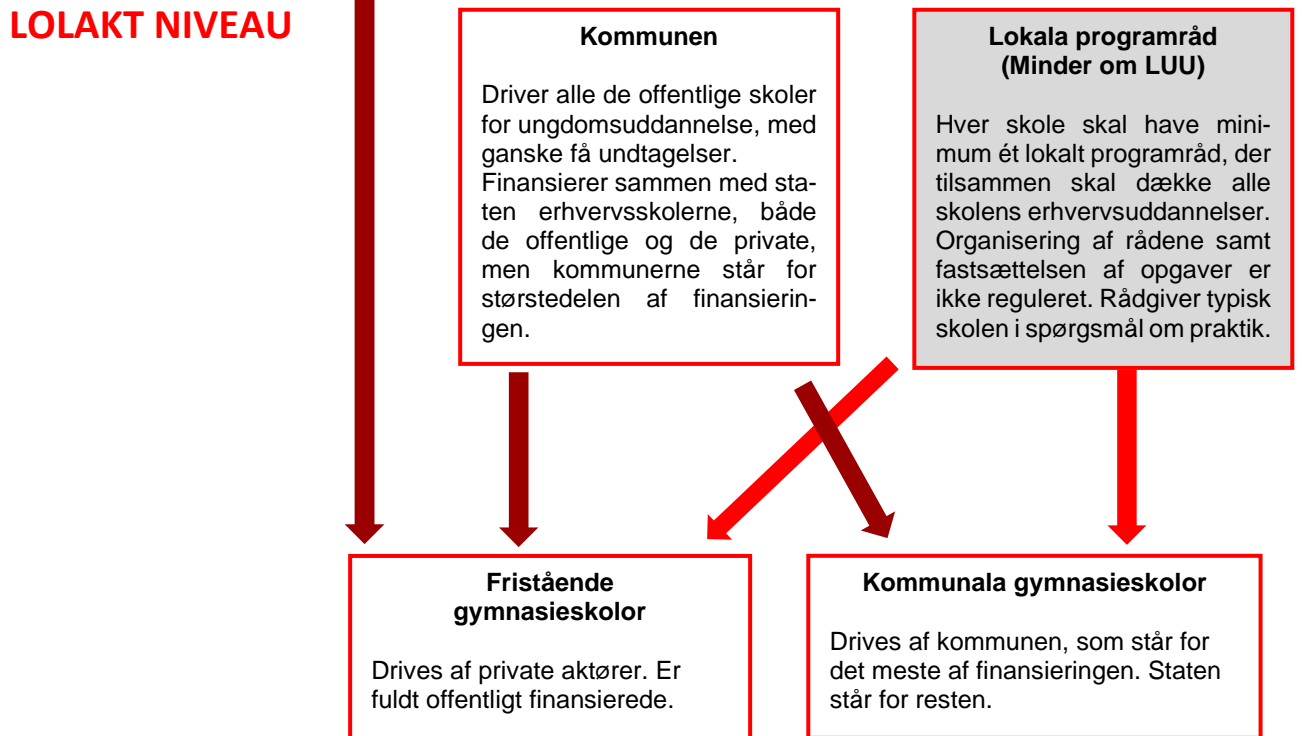 LOLAKT NIVEAU
Kommunen
Driver alle de offentlige skoler
for ungdomsuddannelse, med
ganske få undtagelser.
Finansierer sammen med sta-
ten erhvervsskolerne, både
de offentlige og de private,
men kommunerne står for
størstedelen af finansierin-
gen.
Lokala programråd
(Minder om LUU)
Hver skole skal have mini-
mum ét lokalt programråd, der
tilsammen skal dække alle
skolens erhvervsuddannelser.
Organisering af rådene samt
fastsættelsen af opgaver er
ikke reguleret. Rådgiver typisk
skolen i spørgsmål om praktik.
Fristående
gymnasieskolor
Drives af private aktører. Er
fuldt offentligt finansierede.
Kommunala gymnasieskolor
Drives af kommunen, som står for
det meste af finansieringen. Staten
står for resten.